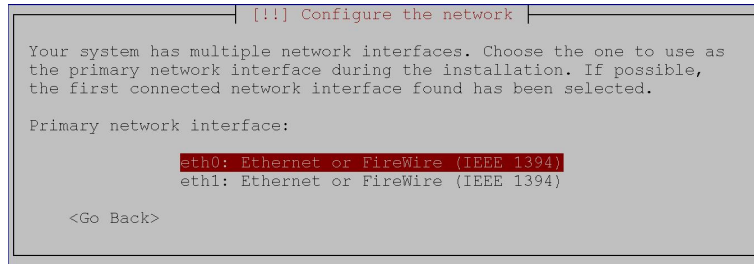 [!!] Configure the network
Your system has multiple network interfaces. Choose the one to use as
the primary network interface during the installation. If possible,
the first connected network interface found has been selected.
Primary network interface:
eth0: Ethernet or FireWire (IEEE 1394)
eth1: Ethernet or FireWire (IEEE 1394)
<Go Back>